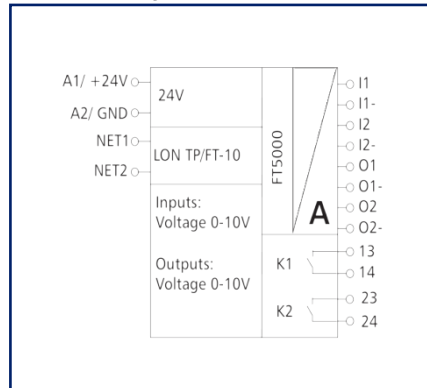 A1/ +24V
A2/ GND
NET1
NET2
24V
LON TP/FT-10
Inputs:
Voltage 0-10V
Outputs:
Voltage 0-10V
FT5000
A
K1
K2
I1
I1-
I2
I2-
O1
O1-
O2
O2-
13
14
23
24